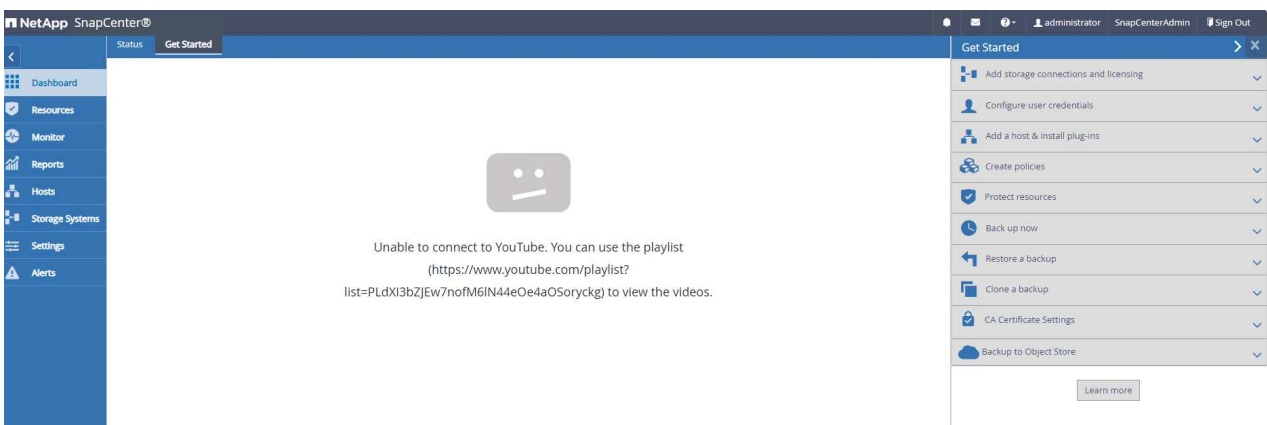 NetApp SnapCenter®
administrator SnapCenterAdmin Sign Out
Status Get Started
Dashboard
Resources
Monitor
Reports
Hosts
Storage Systems
Settings
Alerts
Unable to connect to YouTube. You can use the playlist
(https://www.youtube.com/playlist?
list=PLdXI3bZJEw7nofM6lN44eOe4aOSoryckg) to view the videos.
Get Started
Add storage connections and licensing
Configure user credentials
Add a host & install plug-ins
Create policies
Protect resources
Back up now
Restore a backup
Clone a backup
CA Certificate Settings
Backup to Object Store
Learn more